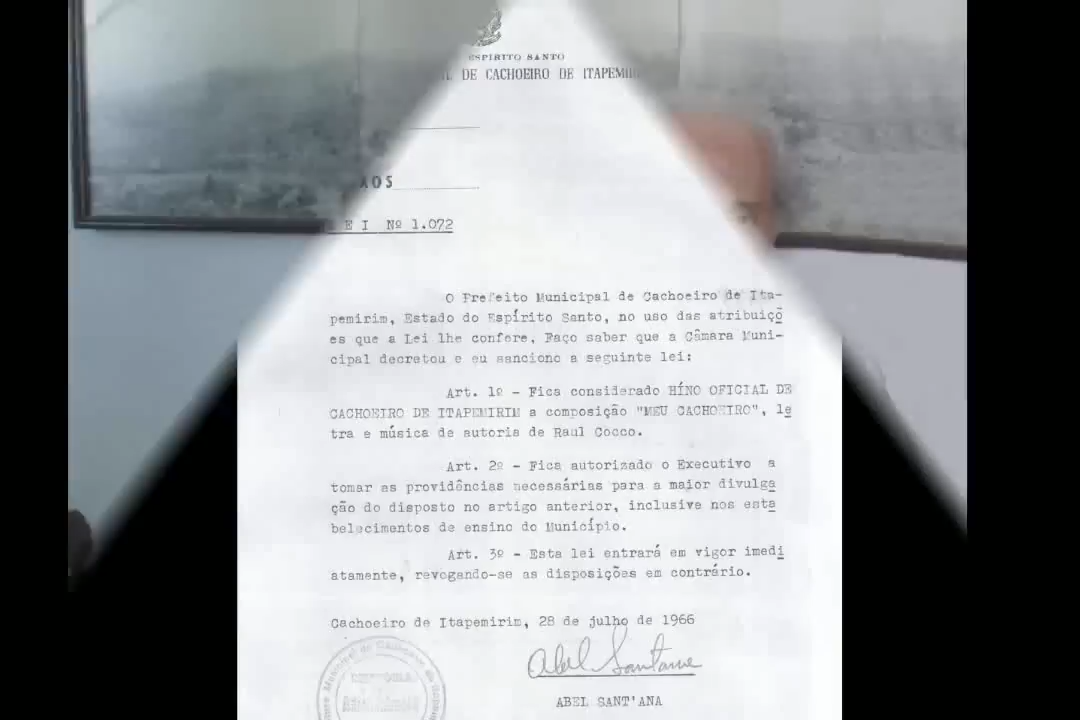 ESPÍRITO SANTO
DE CACHOEIRO DE ITAPEMI
AOS
E I Nº 1.072
O Prefeito Municipal de Cachoeiro de Ita-
pemirim, Estado do Espírito Santo, no uso das atribuiçõ
es que a Lei lhe confere, Faço saber que a Câmara Muni-
cipal decretou e eu sanciono a seguinte lei:
Art. 1º - Fica considerado HÍNO OFICIAL DE
CACHOEIRO DE ITAPEMIRIM a composição "MEU CACHOEIRO", le
tra e música de autoria de Raul Cocco.
Art. 2º - Fica autorizado o Executivo a
tomar as providências necessárias para a maior divulga
ção do disposto no artigo anterior, inclusive nos esta
belecimentos de ensino do Município.
Art. 3º - Esta lei entrará em vigor imedi
atamente, revogando-se as disposições em contrário.
Cachoeiro de Itapemirim, 28 de julho de 1966
Abel Santana
ABEL SANT'ANA